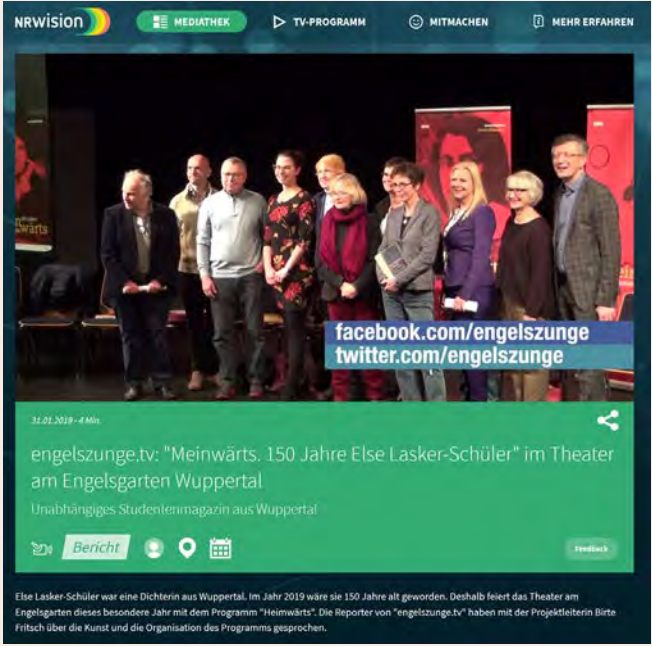 NRWision
MEDIATHEK
TV-PROGRAMM
MITMACHEN
MEHR ERFAHREN
wärts
facebook.com/engelszunge
twitter.com/engelszunge
31.01.2019 - 4 Min.
engelszunge.tv: "Meinwärts. 150 Jahre Else Lasker-Schüler" im Theater
am Engelsgarten Wuppertal
Unabhängiges Studentenmagazin aus Wuppertal
Bericht
Feedback
Else Lasker-Schüler war eine Dichterin aus Wuppertal. Im Jahr 2019 wäre sie 150 Jahre alt geworden. Deshalb feiert das Theater am
Engelsgarten dieses besondere Jahr mit dem Programm "Heimwärts". Die Reporter von "engelszunge.tv" haben mit der Projektleiterin Birte
Fritsch über die Kunst und die Organisation des Programms gesprochen.